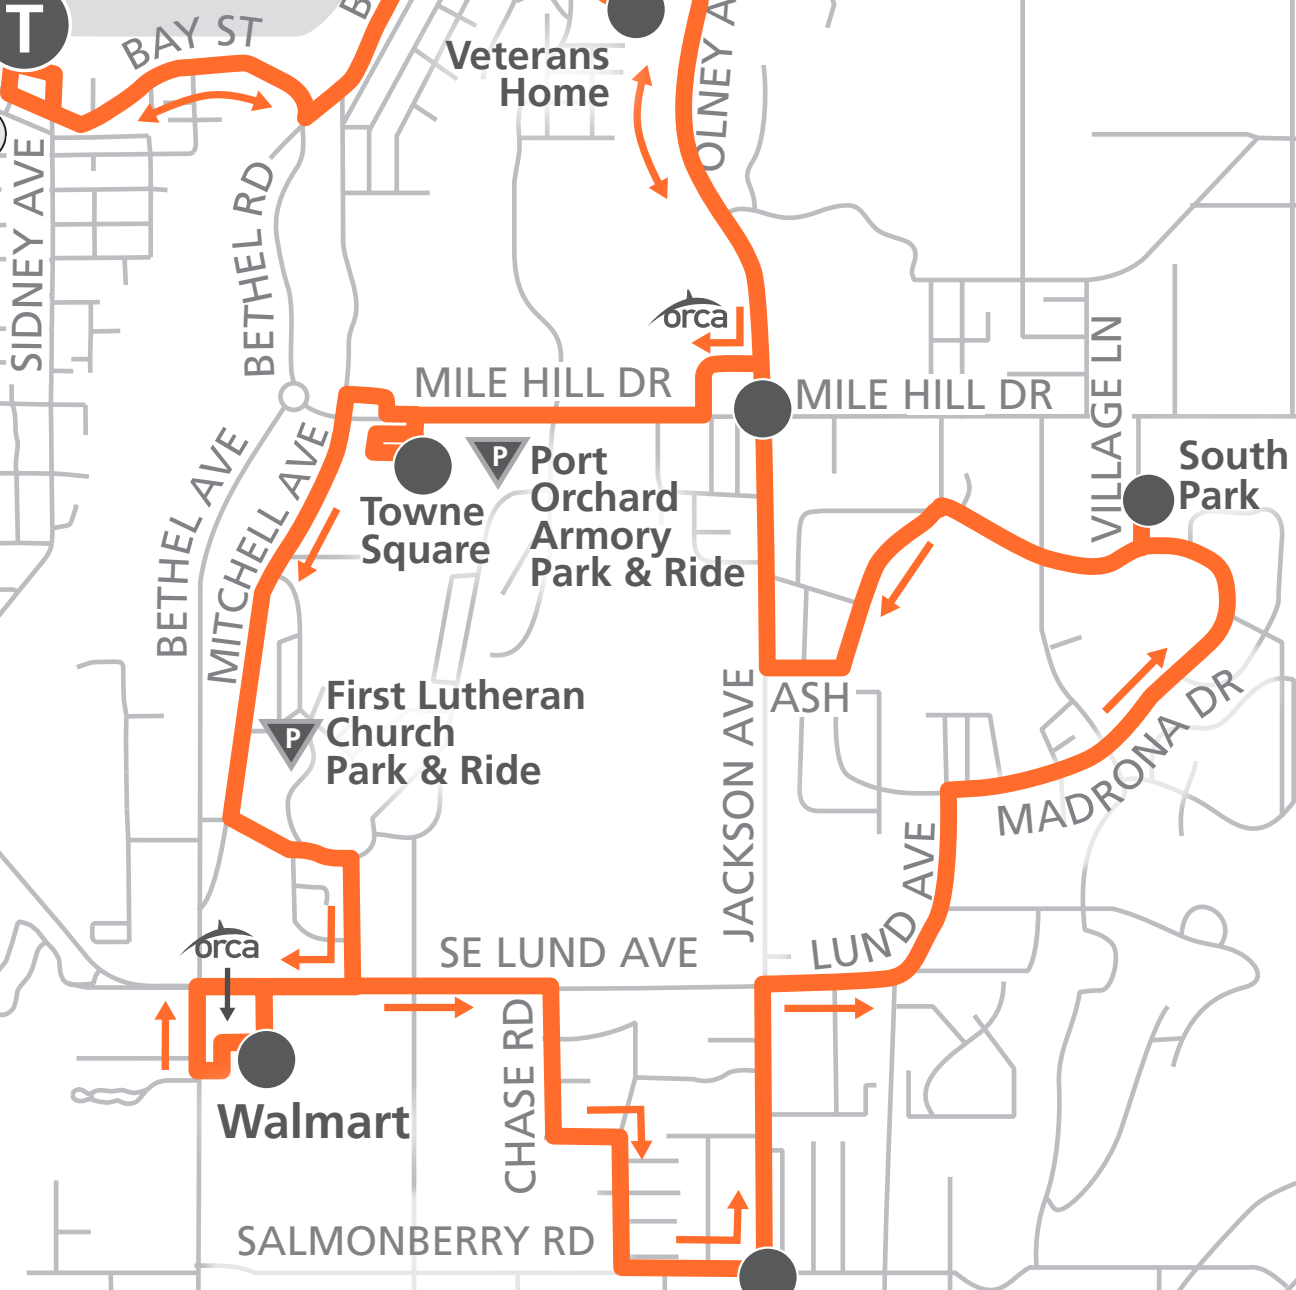 T
BAY ST
B
Veterans
Home
OLNEY A
SIDNEY AVE
BETHEL RD
orca
MILE HILL DR
MILE HILL DR
VILLAGE LN
South
Park
P
Port
Orchard
Armory
Park & Ride
Towne
Square
BETHEL AVE
MITCHELL AVE
First Lutheran
Church
Park & Ride
P
JACKSON AVE
ASH
MADRONA DR
LUND AVE
orca
SE LUND AVE
CHASE RD
Walmart
SALMONBERRY RD